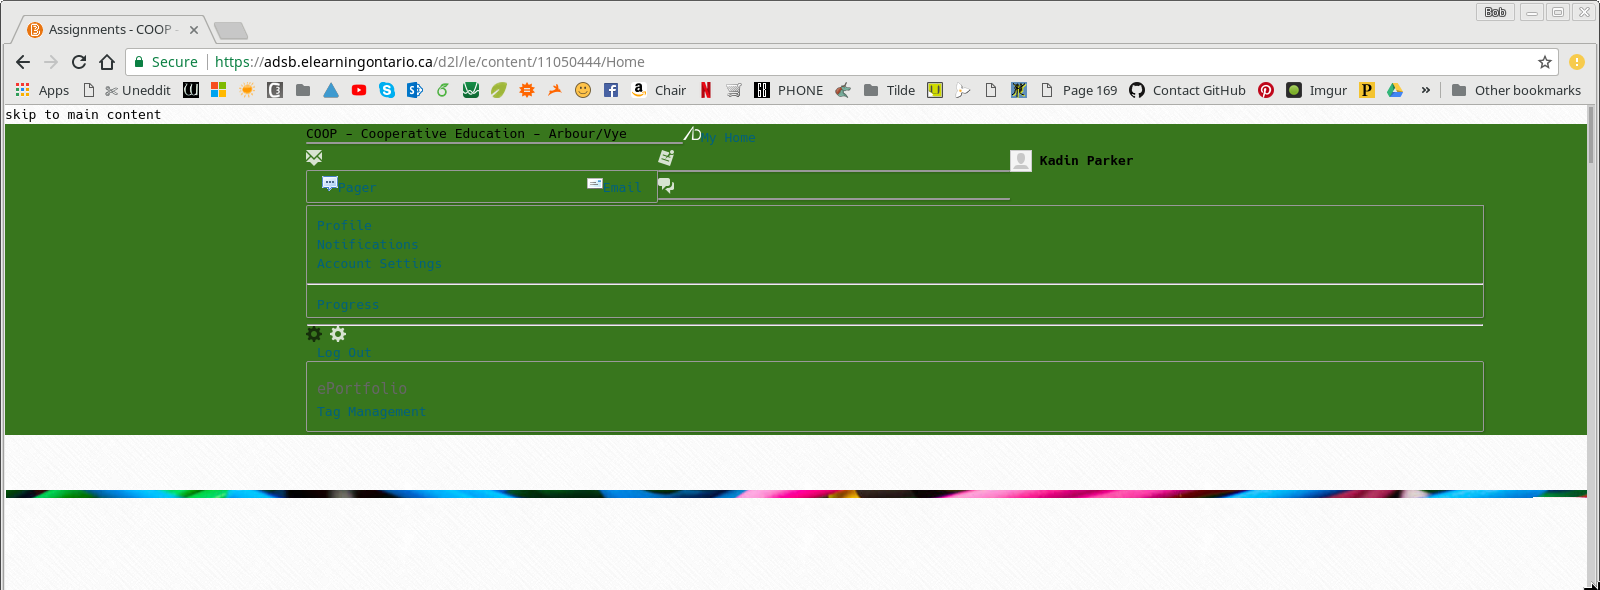 Bob
Assignments - COOP -
Secure https://adsb.elearningontario.ca/d2l/le/content/11050444/Home
Apps Uneddit Chair PHONE Tilde Page 169 Contact GitHub Imgur » Other bookmarks
skip to main content
COOP - Cooperative Education - Arbour/Vye My Home
Kadin Parker
Pager Email
Profile
Notifications
Account Settings
Progress
Log Out
ePortfolio
Tag Management